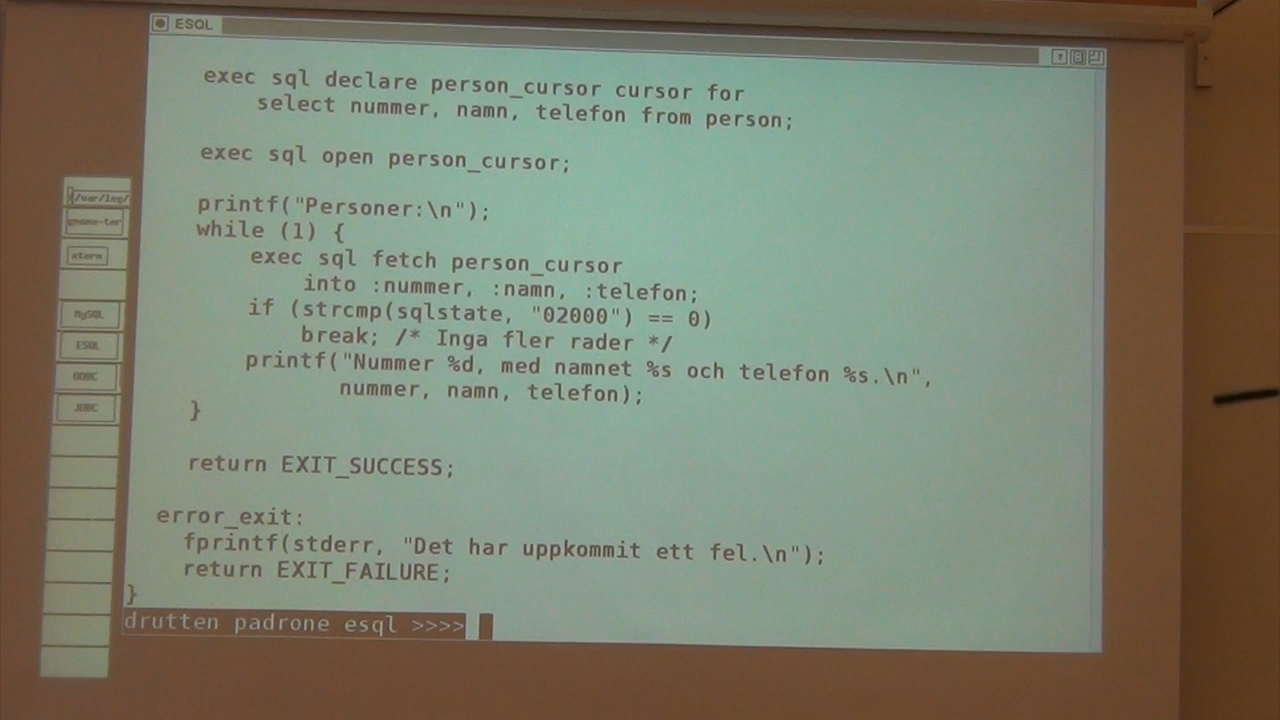 ESQL
exec sql declare person_cursor cursor for
select nummer, namn, telefon from person;
exec sql open person_cursor;
printf("Personer:\n");
while (1) {
exec sql fetch person_cursor
into :nummer, :namn, :telefon;
if (strcmp(sqlstate, "02000") == 0)
break; /* Inga fler rader */
printf("Nummer %d, med namnet %s och telefon %s.\n",
nummer, namn, telefon);
}
return EXIT_SUCCESS;
error_exit:
fprintf(stderr, "Det har uppkommit ett fel.\n");
return EXIT_FAILURE;
}
drutten padrone esql >>>>
/var/log/
gnome-ter
xterm
MySQL
ESQL
ODBC
JDBC